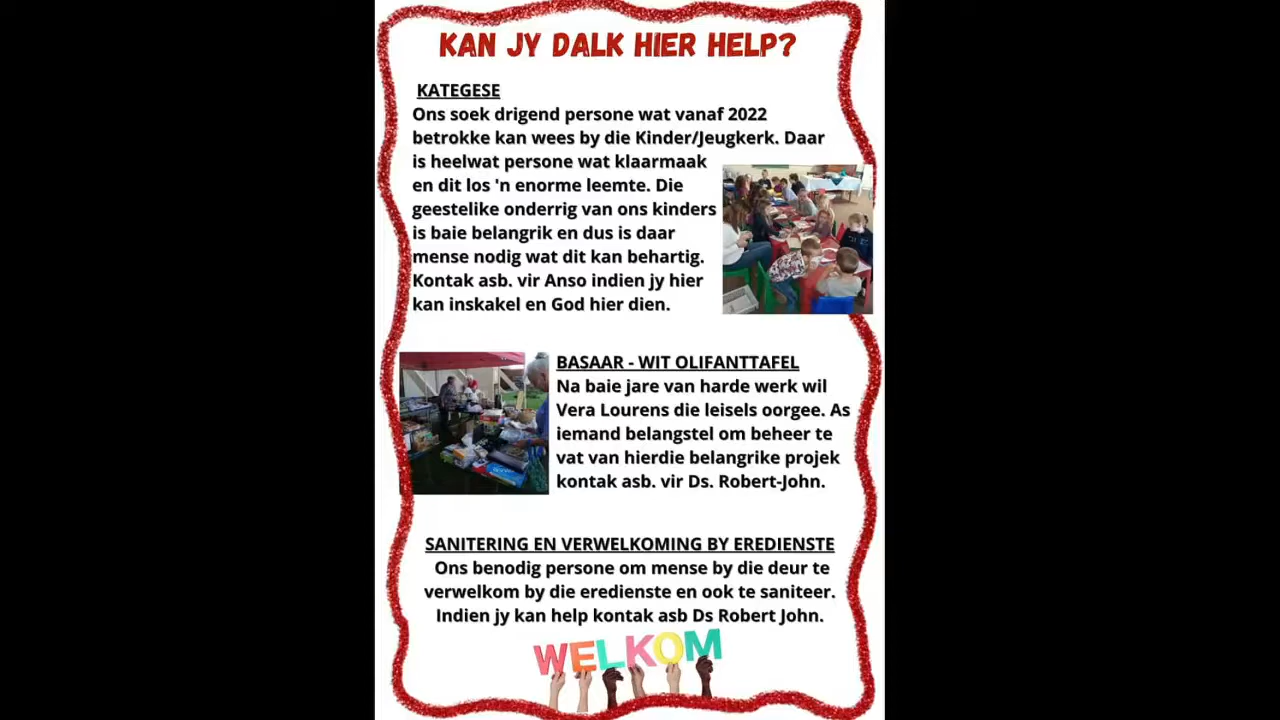 KAN JY DALK HIER HELP?
KATEGESE
Ons soek drigend persone wat vanaf 2022
betrokke kan wees by die Kinder/Jeugkerk. Daar
is heelwat persone wat klaarmaak
en dit los 'n enorme leemte. Die
geestelike onderrig van ons kinders
is baie belangrik en dus is daar
mense nodig wat dit kan behartig.
Kontak asb. vir Anso indien jy hier
kan inskakel en God hier dien.
BASAAR - WIT OLIFANTTAFEL
Na baie jare van harde werk wil
Vera Lourens die leisels oorgee. As
iemand belangstel om beheer te
vat van hierdie belangrike projek
kontak asb. vir Ds. Robert-John.
SANITERING EN VERWELKOMING BY EREDIENSTE
Ons benodig persone om mense by die deur te
verwelkom by die eredienste en ook te saniteer.
Indien jy kan help kontak asb Ds Robert John.
WELKOM